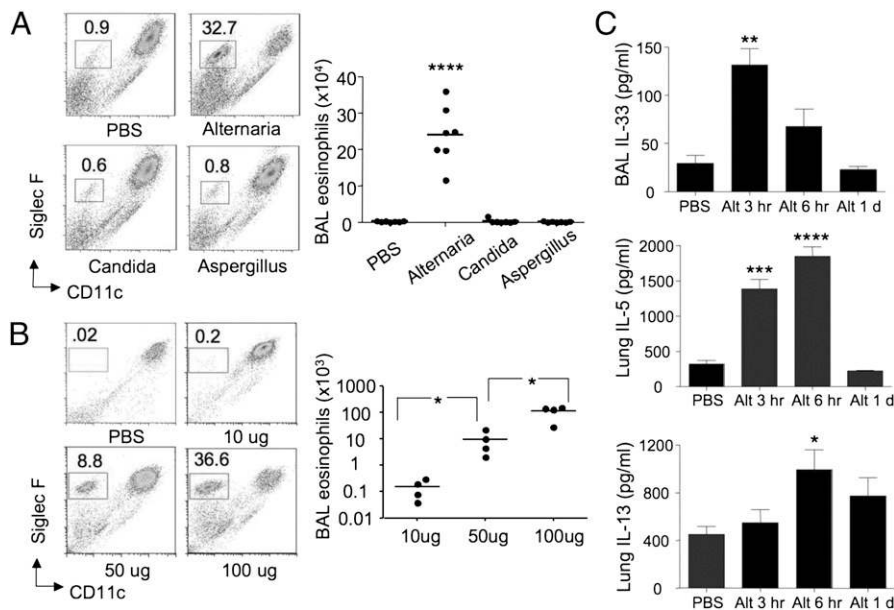 A
0.9
32.7
PBS
Alternaria
0.6
0.8
Candida
Aspergillus
Siglec F
CD11c
BAL eosinophils (x10⁴)
40
30
20
10
0
****
PBS
Alternaria
Candida
Aspergillus
B
.02
0.2
PBS
10 ug
8.8
36.6
50 ug
100 ug
Siglec F
CD11c
BAL eosinophils (x10³)
1000
100
10
1
0.1
0.01
*
*
10ug
50ug
100ug
C
BAL IL-33 (pg/ml)
150
100
50
0
**
PBS
Alt 3 hr
Alt 6 hr
Alt 1 d
Lung IL-5 (pg/ml)
2000
1500
1000
500
0
***
****
PBS
Alt 3 hr
Alt 6 hr
Alt 1 d
Lung IL-13 (pg/ml)
1200
800
400
0
*
PBS
Alt 3 hr
Alt 6 hr
Alt 1 d